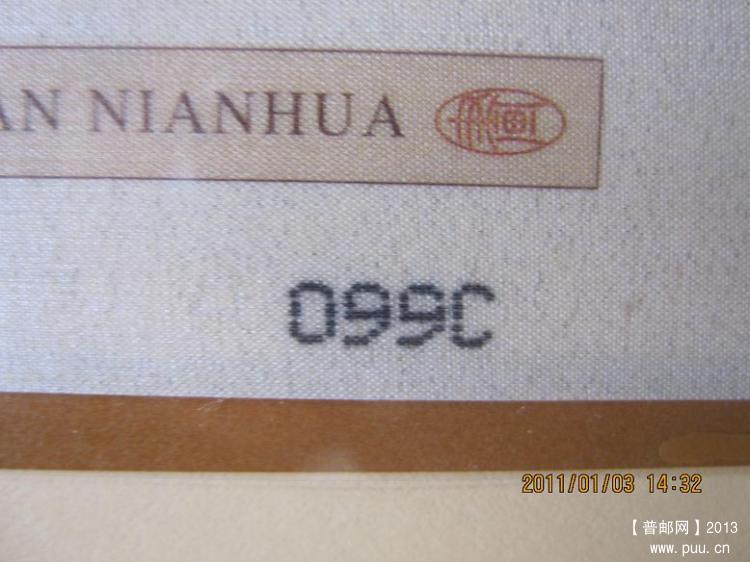 AN NIANHUA
099C
2011/01/03 14:32
【普邮网】2013
www.puu.cn